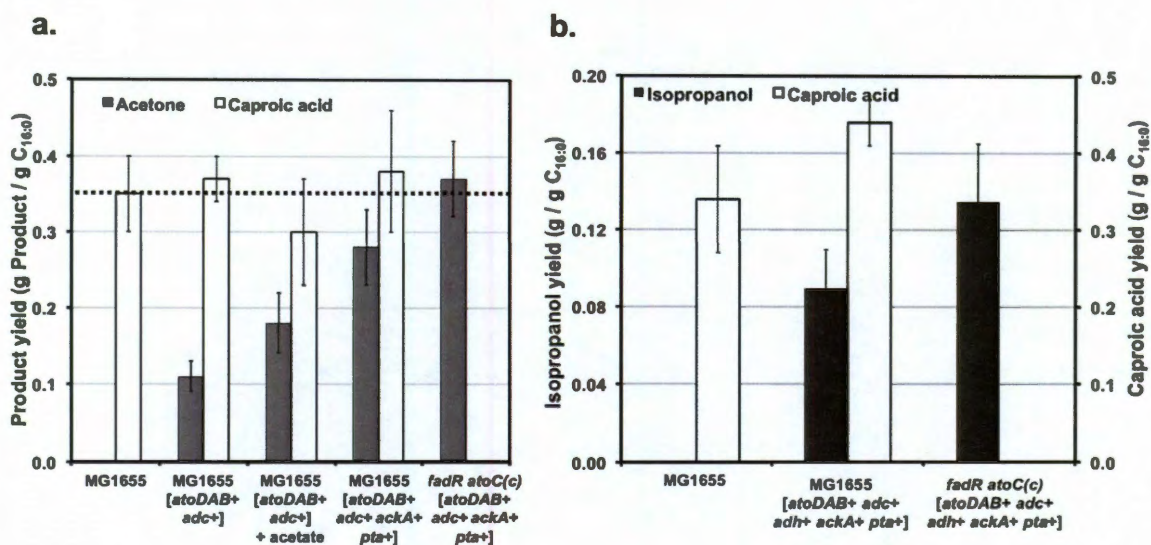 a.
Product yield (g Product / g C16:0)
0.5
0.4
0.3
0.2
0.1
0.0
Acetone Caproic acid
MG1655
MG1655
[atoDAB+
adc+]
MG1655
[atoDAB+
adc+]
+ acetate
MG1655
[atoDAB+
adc+ ackA+
pta+]
fadR atoC(c)
[atoDAB+
adc+ ackA+
pta+]
b.
Isopropanol yield (g / g C16:0)
0.20
0.16
0.12
0.08
0.04
0.00
Isopropanol Caproic acid
0.5
0.4
0.3
0.2
0.1
0.0
Caproic acid yield (g / g C16:0)
MG1655
MG1655
[atoDAB+ adc+
adh+ ackA+ pta+]
fadR atoC(c)
[atoDAB+ adc+
adh+ ackA+ pta+]